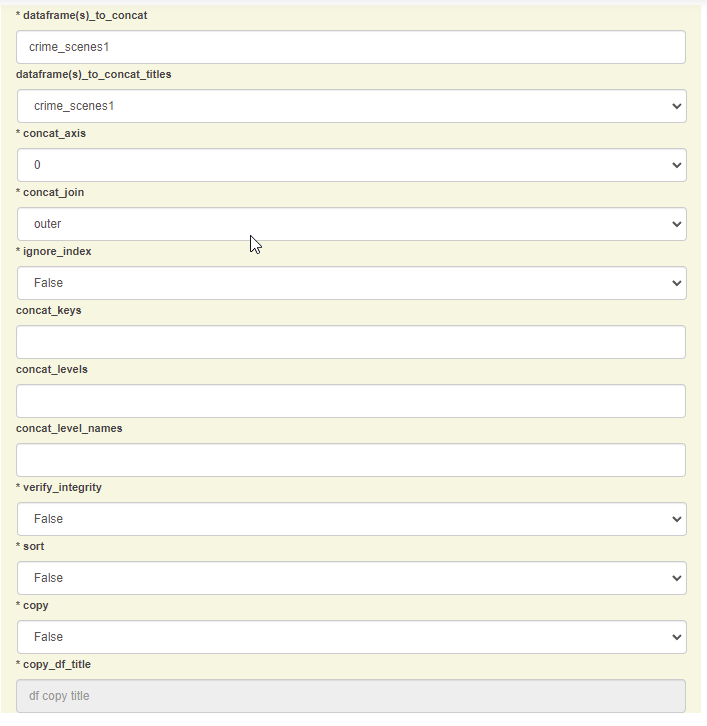 * dataframe(s)_to_concat
crime_scenes1
dataframe(s)_to_concat_titles
crime_scenes1
* concat_axis
0
* concat_join
outer
* ignore_index
False
concat_keys
concat_levels
concat_level_names
* verify_integrity
False
* sort
False
* copy
False
* copy_df_title
df copy title